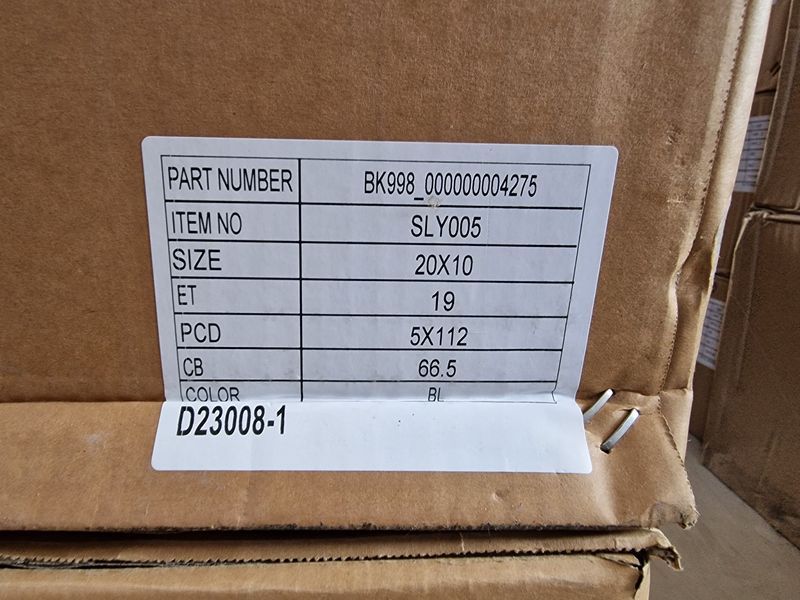 PART NUMBER BK998_000000004275
ITEM NO SLY005
SIZE 20X10
ET 19
PCD 5X112
CB 66.5
COLOR BL
D23008-1